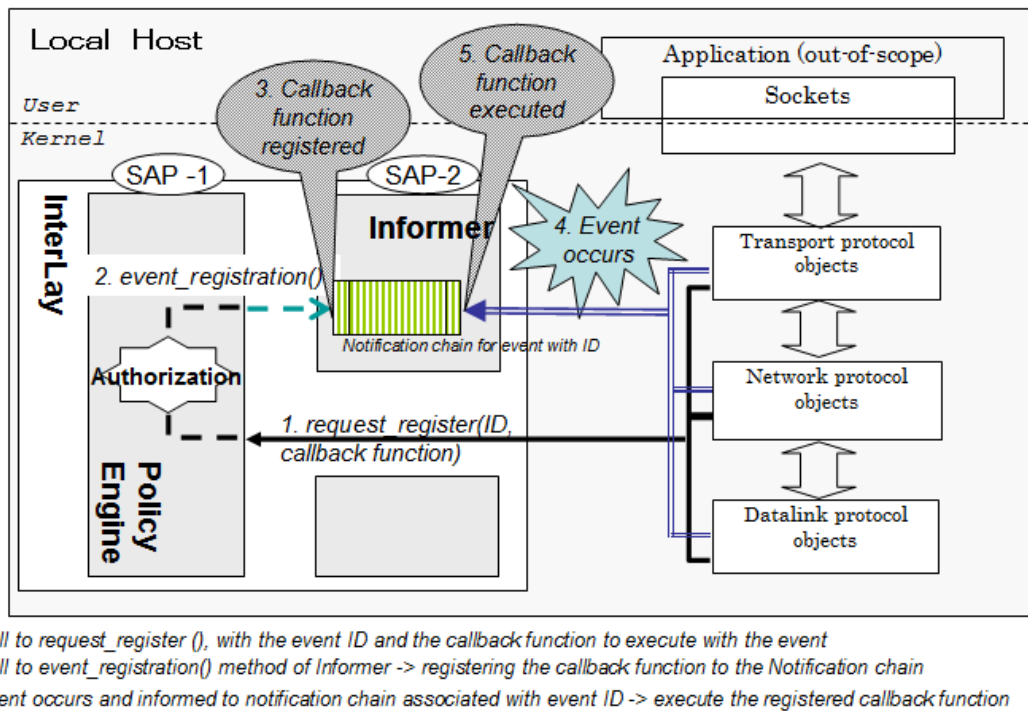 Local Host
User
Kernel
3. Callback
function
registered
5. Callback
function
executed
Application (out-of-scope)
Sockets
SAP -1
SAP-2
InterLay
Informer
4. Event
occurs
Transport protocol
objects
2. event_registration()
Notification chain for event with ID
Authorization
Network protocol
objects
1. request_register(ID,
callback function)
Policy
Engine
Datalink protocol
objects
ll to request_register (), with the event ID and the callback function to execute with the event
ll to event_registration() method of Informer -> registering the callback function to the Notification chain
ent occurs and informed to notification chain associated with event ID -> execute the registered callback function